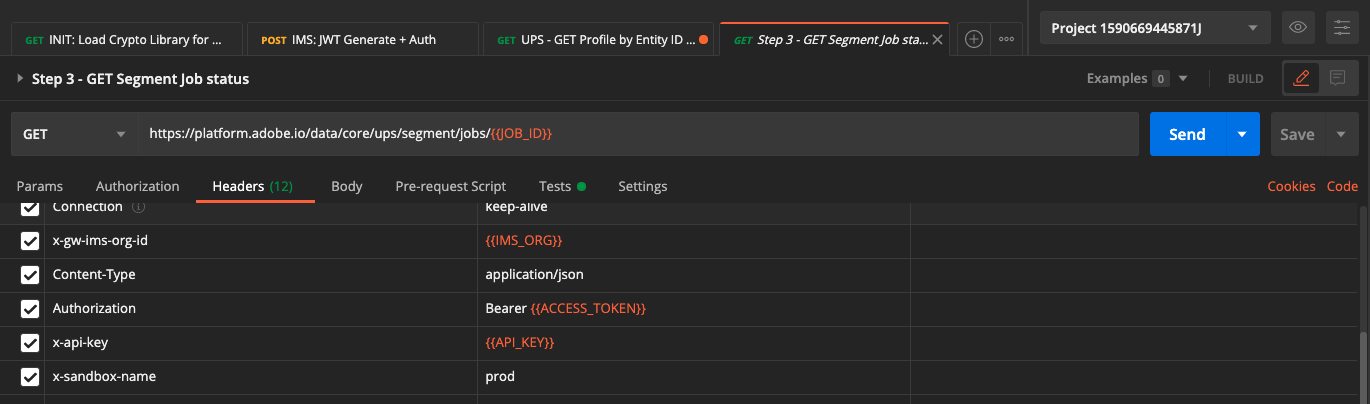 GET INIT: Load Crypto Library for ...
POST IMS: JWT Generate + Auth
GET UPS - GET Profile by Entity ID ...
GET Step 3 - GET Segment Job sta...
Project 1590669445871J
Step 3 - GET Segment Job status
Examples 0
BUILD
GET
https://platform.adobe.io/data/core/ups/segment/jobs/{{JOB_ID}}
Send
Save
Params Authorization Headers (12) Body Pre-request Script Tests Settings
Cookies Code
Connection keep-alive
x-gw-ims-org-id {{IMS_ORG}}
Content-Type application/json
Authorization Bearer {{ACCESS_TOKEN}}
x-api-key {{API_KEY}}
x-sandbox-name prod